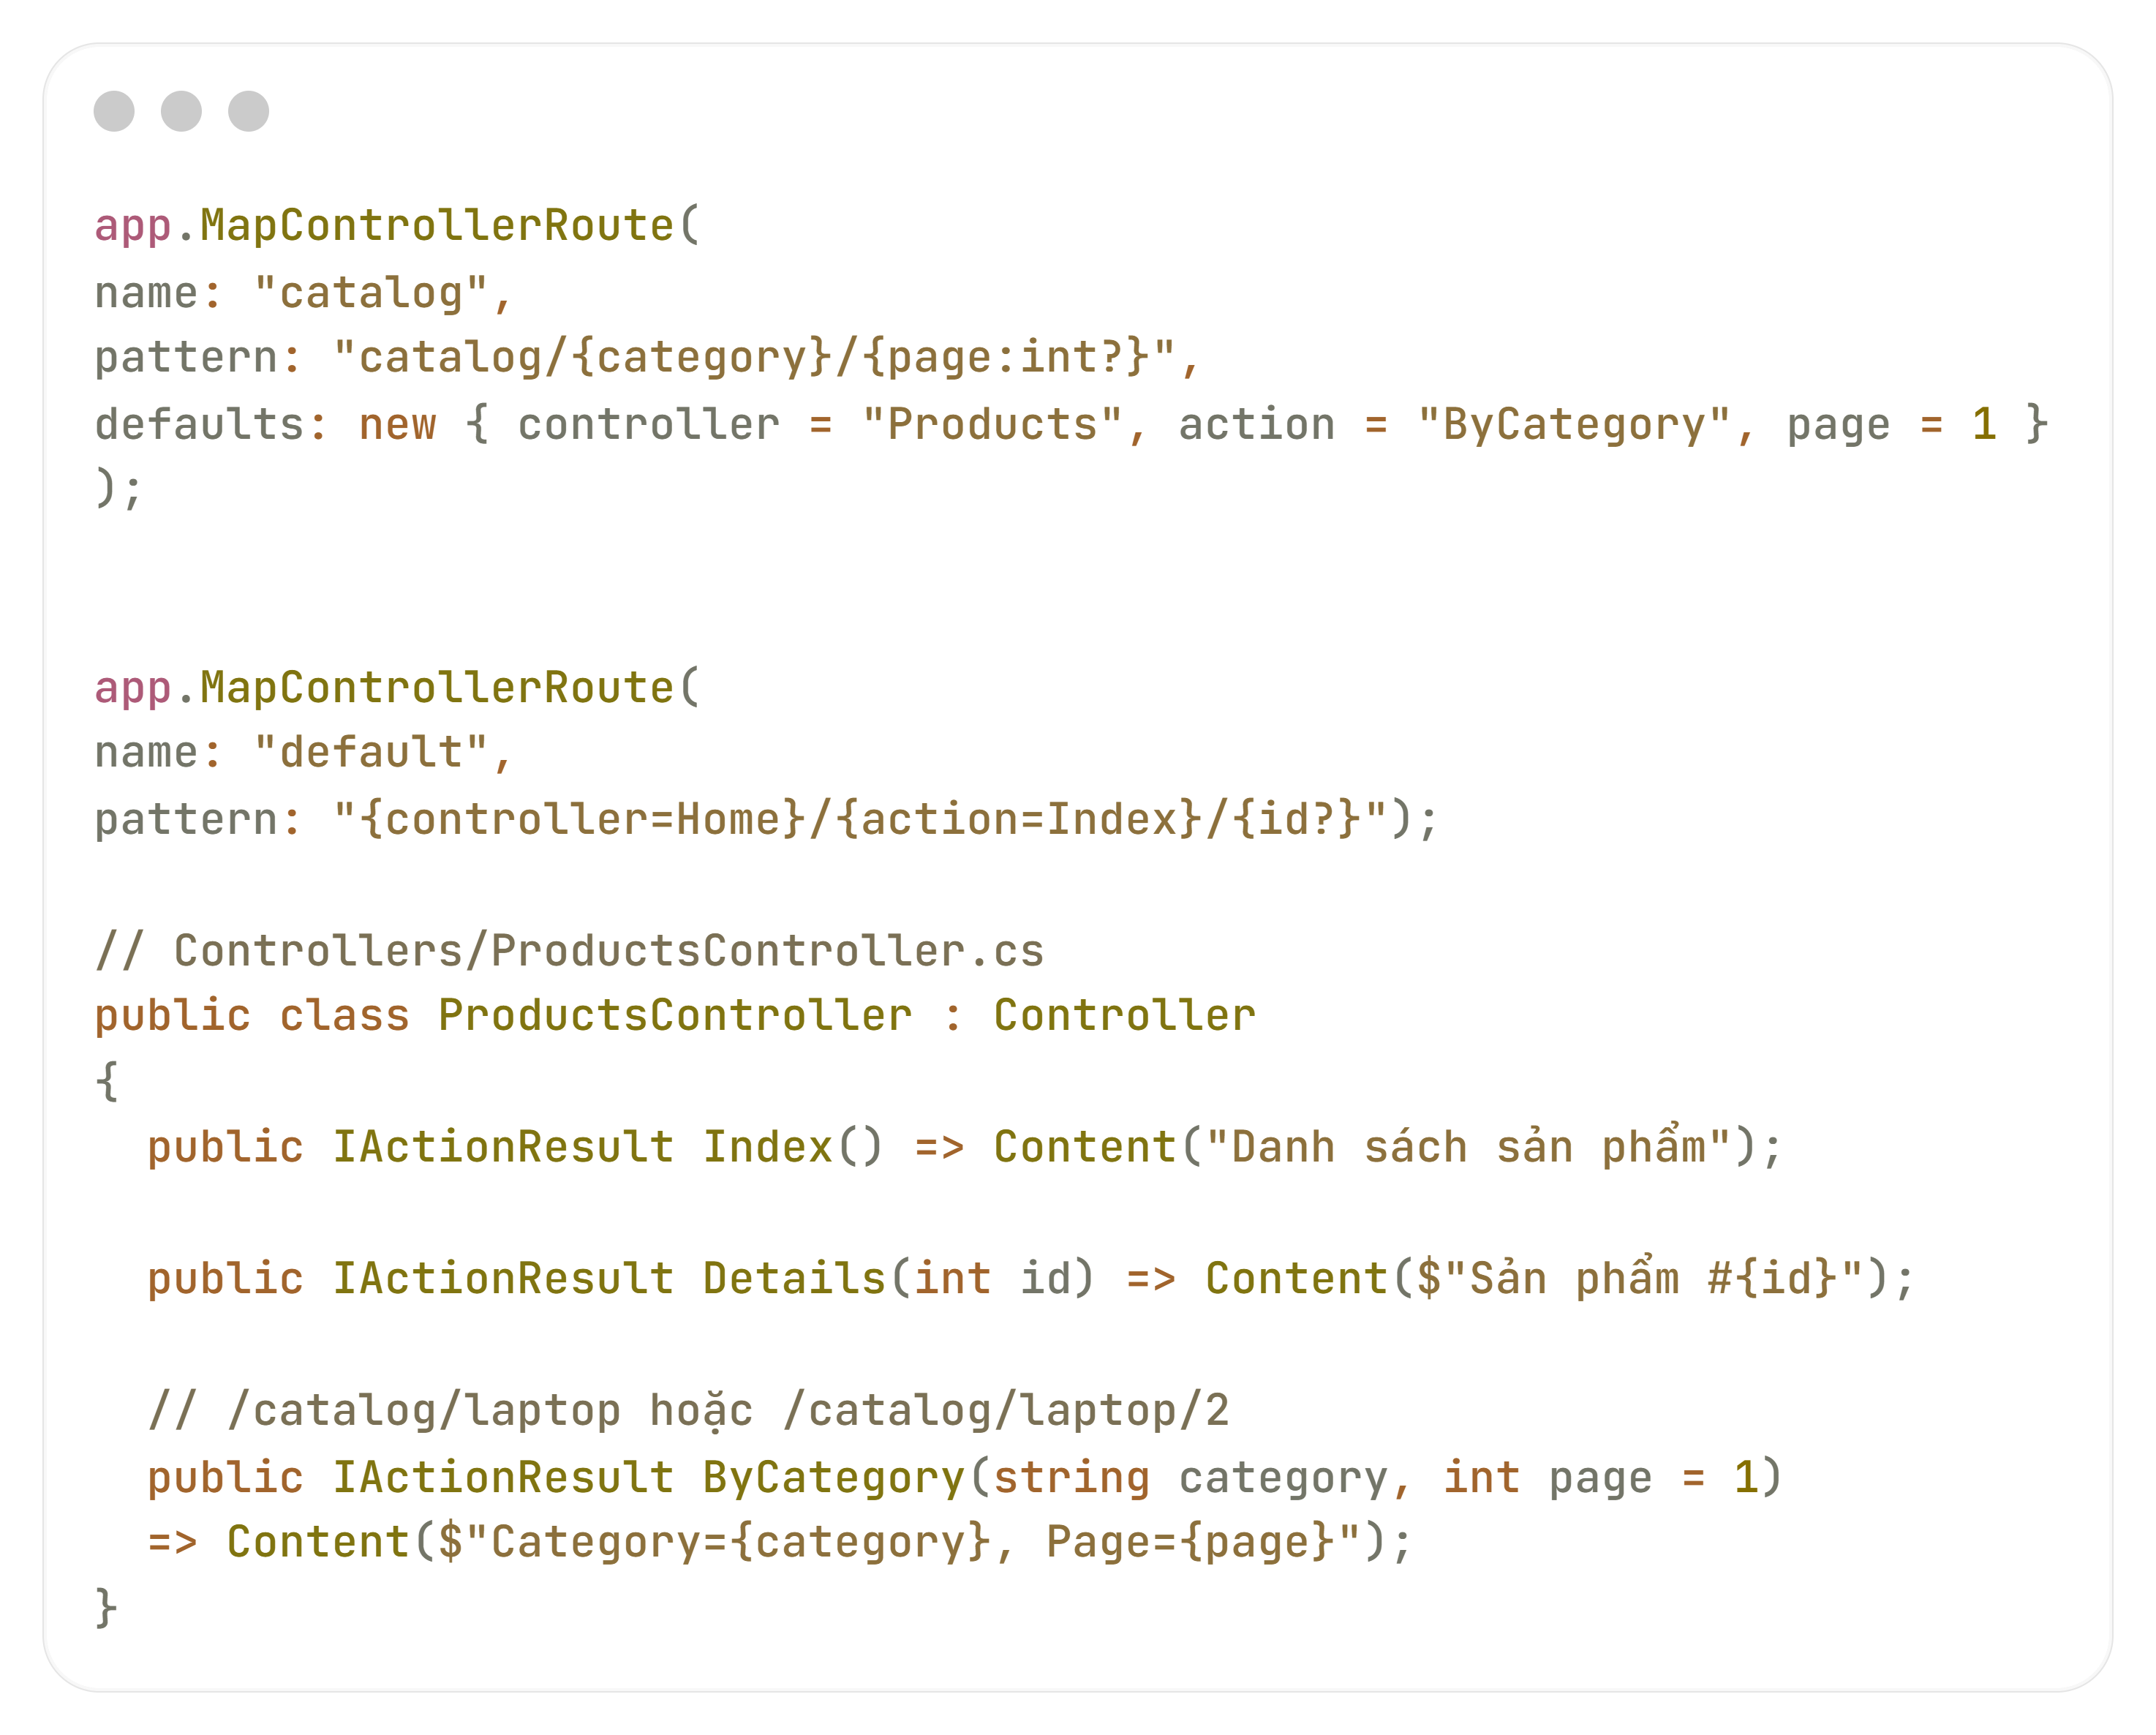 app.MapControllerRoute(
name: "catalog",
pattern: "catalog/{category}/{page:int?}",
defaults: new { controller = "Products", action = "ByCategory", page = 1 }
);
app.MapControllerRoute(
name: "default",
pattern: "{controller=Home}/{action=Index}/{id?}");
// Controllers/ProductsController.cs
public class ProductsController : Controller
{
  public IActionResult Index() => Content("Danh sách sản phẩm");
  public IActionResult Details(int id) => Content($"Sản phẩm #{id}");
  // /catalog/laptop hoặc /catalog/laptop/2
  public IActionResult ByCategory(string category, int page = 1)
  => Content($"Category={category}, Page={page}");
}